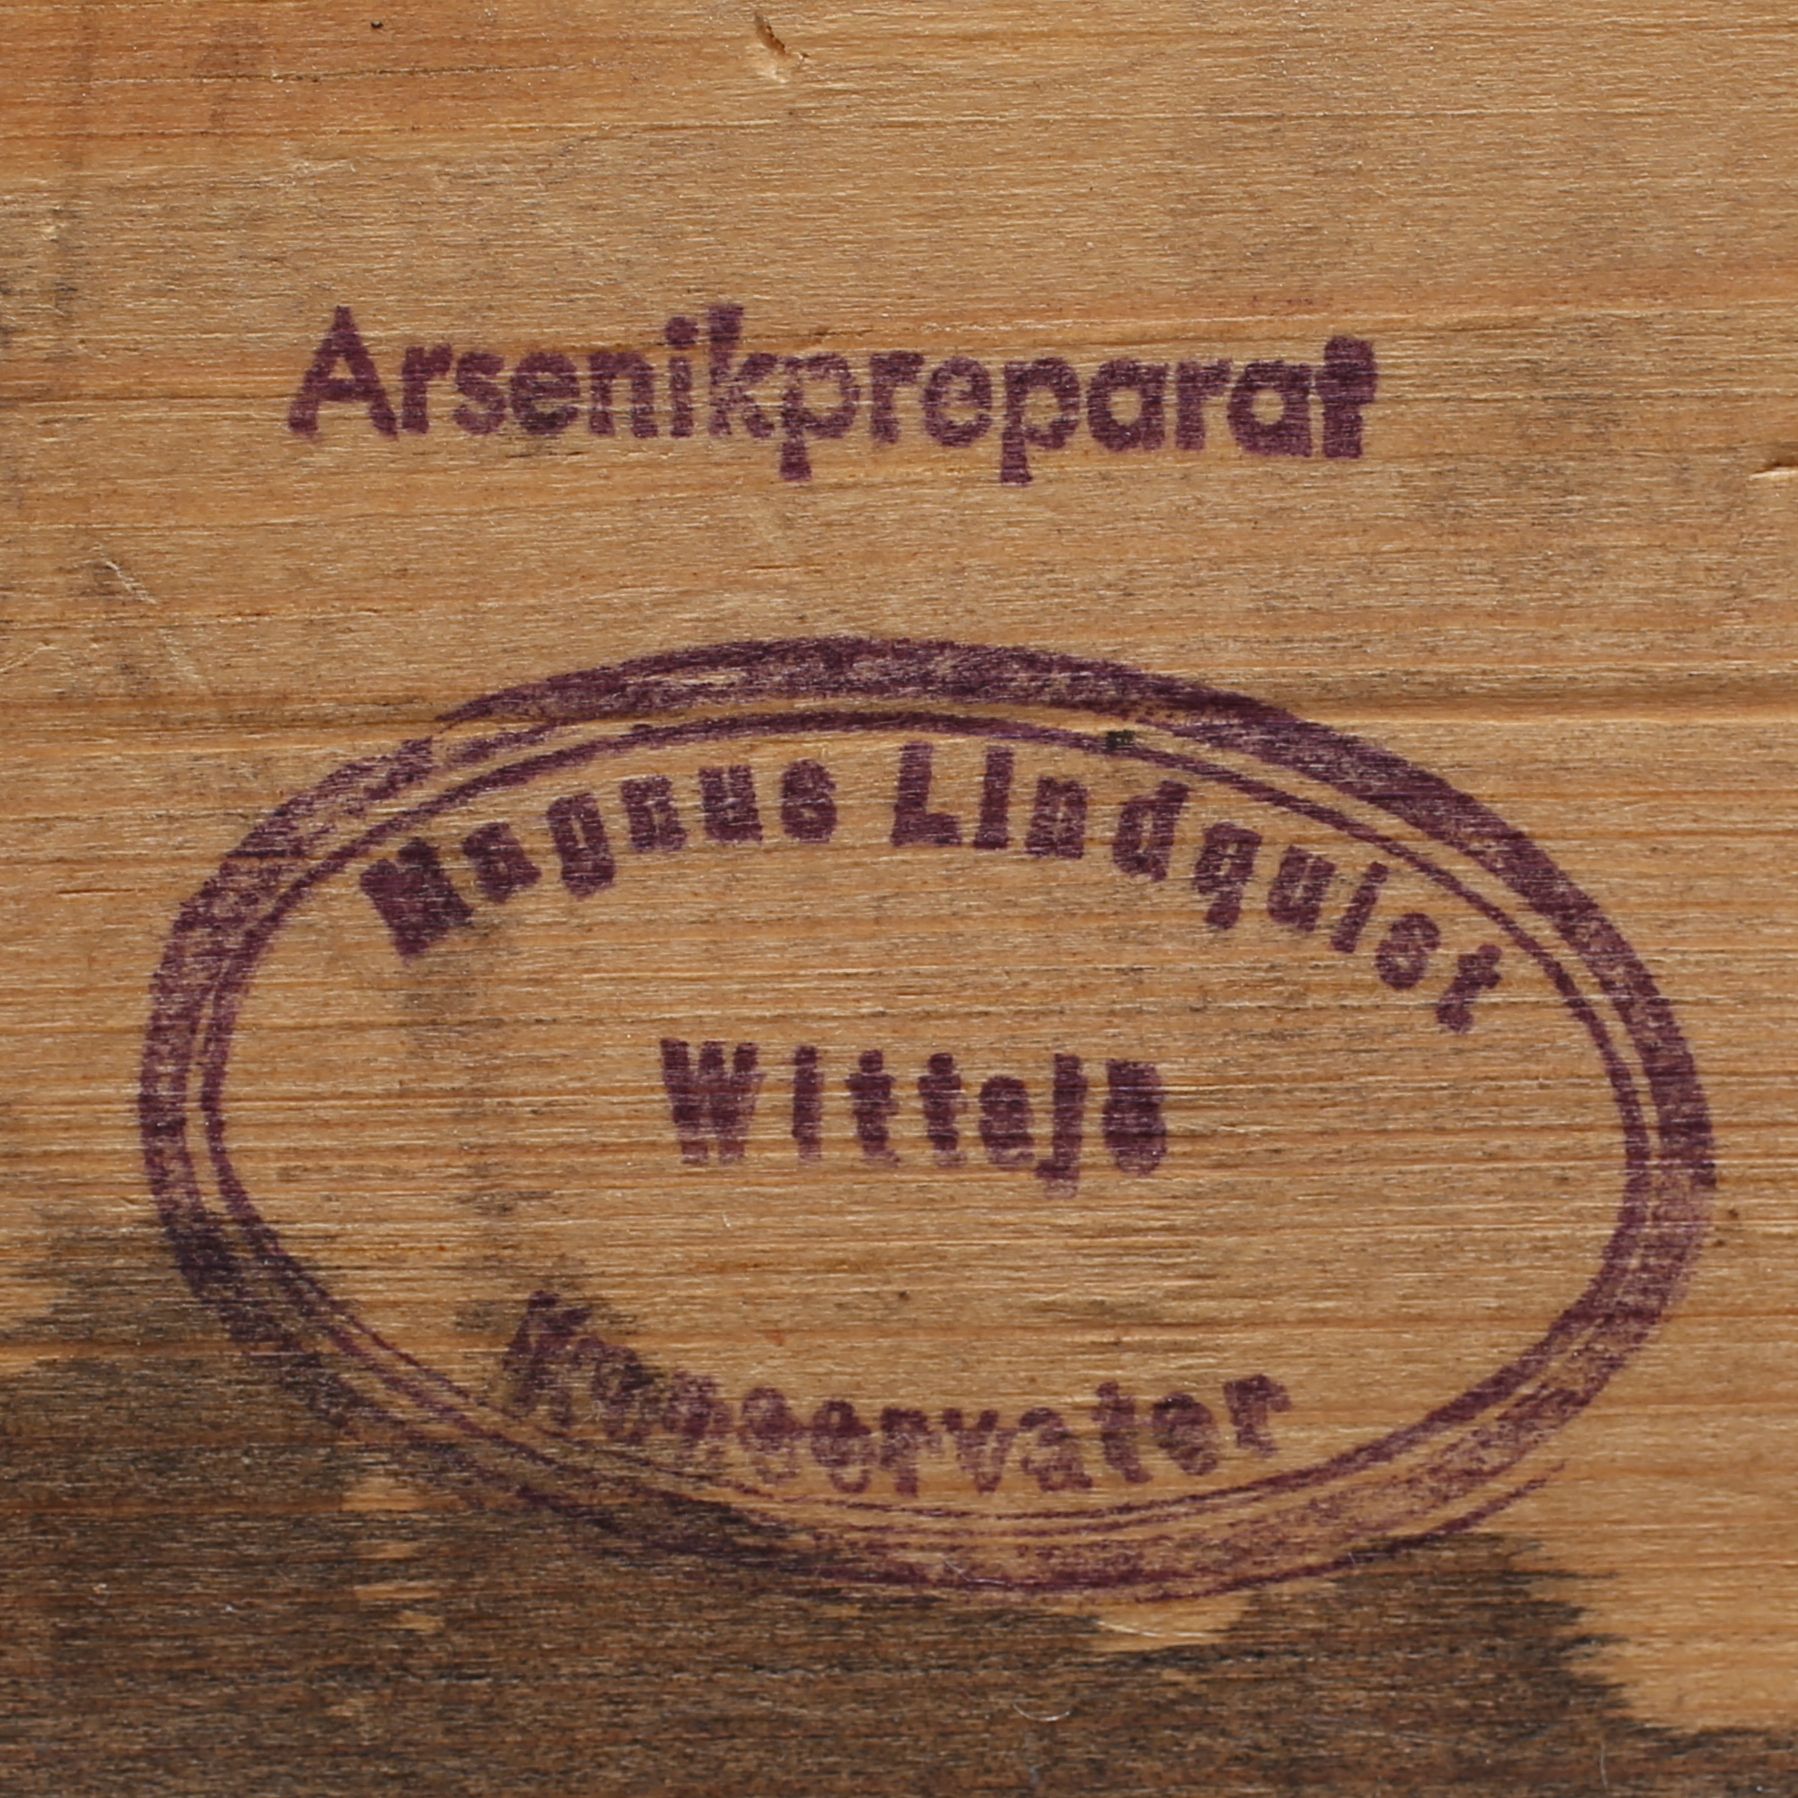 Arsenikpreparat
Magnus Lindquist
Wittsjö
Konservator